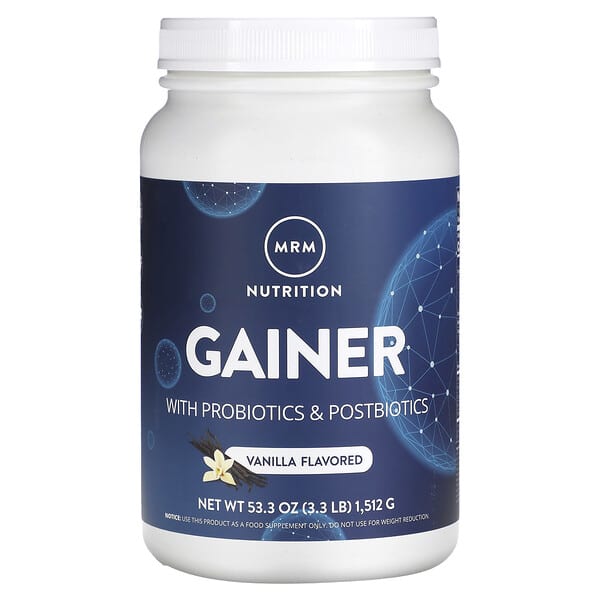 MRM
NUTRITION
GAINER
WITH PROBIOTICS & POSTBIOTICS
VANILLA FLAVORED
NET WT 53.3 OZ (3.3 LB) 1,512 G
NOTICE: USE THIS PRODUCT AS A FOOD SUPPLEMENT ONLY. DO NOT USE FOR WEIGHT REDUCTION.